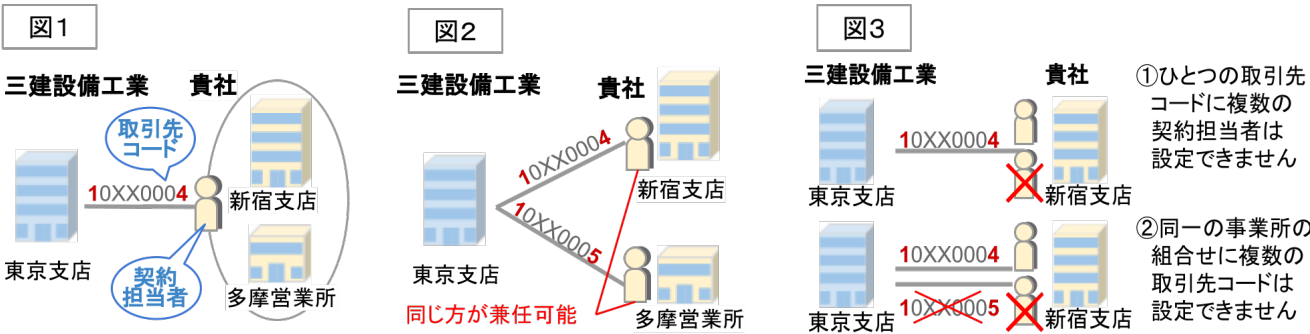 図1
三建設備工業
貴社
取引先
コード
10XX0004
新宿支店
東京支店
契約
担当者
多摩営業所
図2
三建設備工業
貴社
10XX0004
新宿支店
10XX0005
東京支店
同じ方が兼任可能
多摩営業所
図3
三建設備工業
貴社
①ひとつの取引先
コードに複数の
契約担当者は
設定できません
10XX0004
東京支店
新宿支店
②同一の事業所の
組合せに複数の
取引先コードは
設定できません
10XX0004
10XX0005
東京支店
新宿支店